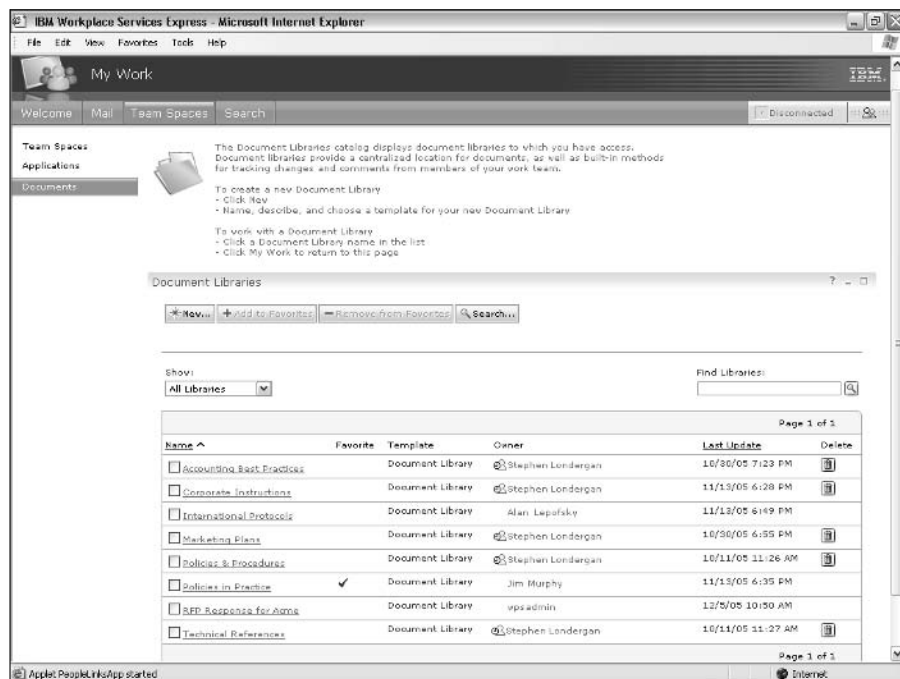 IBM Workplace Services Express - Microsoft Internet Explorer
File Edit View Favorites Tools Help
My Work
IBM.
Welcome Mail Team Spaces Search
Disconnected
Team Spaces
Applications
Documents
The Document Libraries catalog displays document libraries to which you have access.
Document libraries provide a centralized location for documents, as well as built-in methods
for tracking changes and comments from members of your work team.
To create a new Document Library
- Click New
- Name, describe, and choose a template for your new Document Library
To work with a Document Library
- Click a Document Library name in the list
- Click My Work to return to this page
Document Libraries
New... Add to Favorites Remove from Favorites Search...
Show: Find Libraries:
All Libraries
Page 1 of 1
Name Favorite Template Owner Last Update Delete
Accounting Best Practices Document Library Stephen Londergan 10/30/05 7:23 PM
Corporate Instructions Document Library Stephen Londergan 11/13/05 6:28 PM
International Protocols Document Library Alan Lepofsky 11/13/05 6:49 PM
Marketing Plans Document Library Stephen Londergan 10/30/05 6:55 PM
Policies & Procedures Document Library Stephen Londergan 10/11/05 11:26 AM
Policies in Practice Document Library Jim Murphy 11/13/05 6:35 PM
RFP Response for Acme Document Library wpsadmin 12/5/05 10:50 AM
Technical References Document Library Stephen Londergan 10/11/05 11:27 AM
Page 1 of 1
Applet PeopleLinksApp started Internet